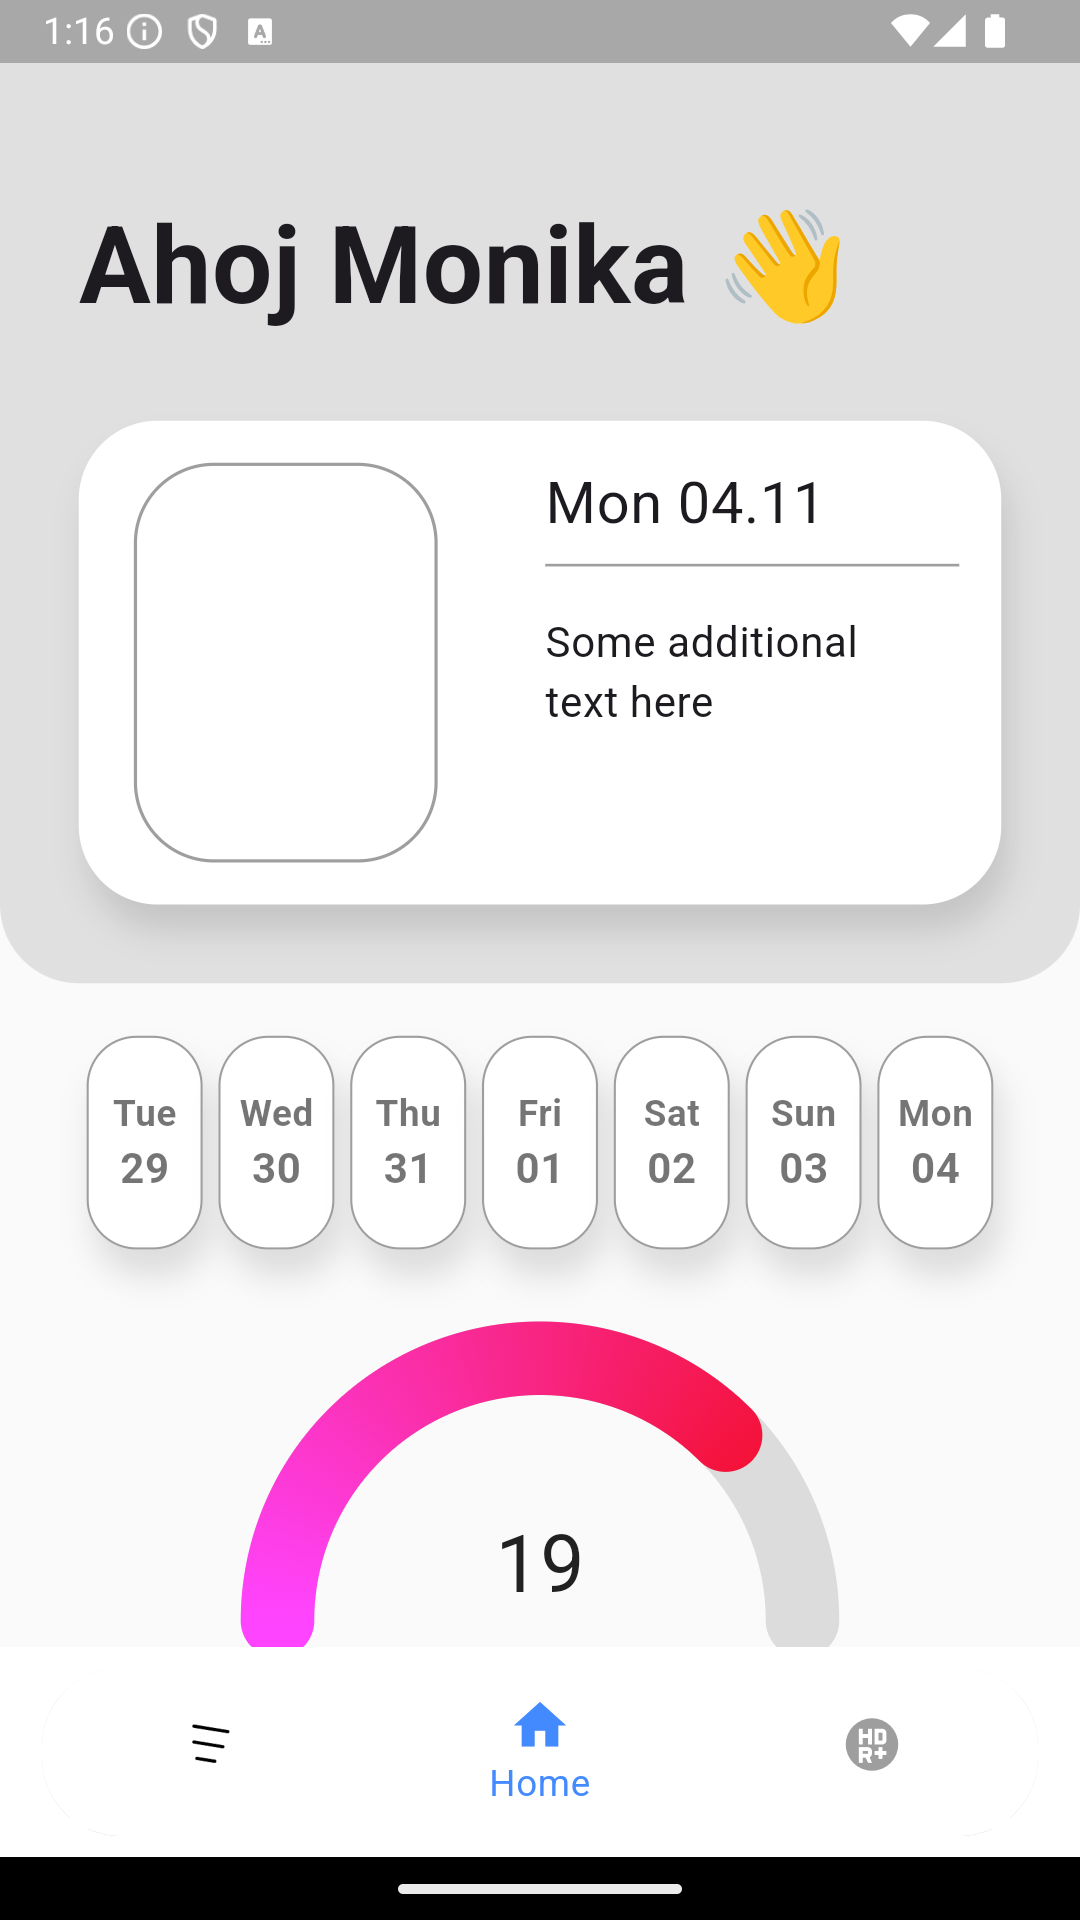 1:16
Ahoj Monika 👋
Mon 04.11
Some additional
text here
Tue Wed Thu Fri Sat Sun Mon
29 30 31 01 02 03 04
19
HD
R+
Home